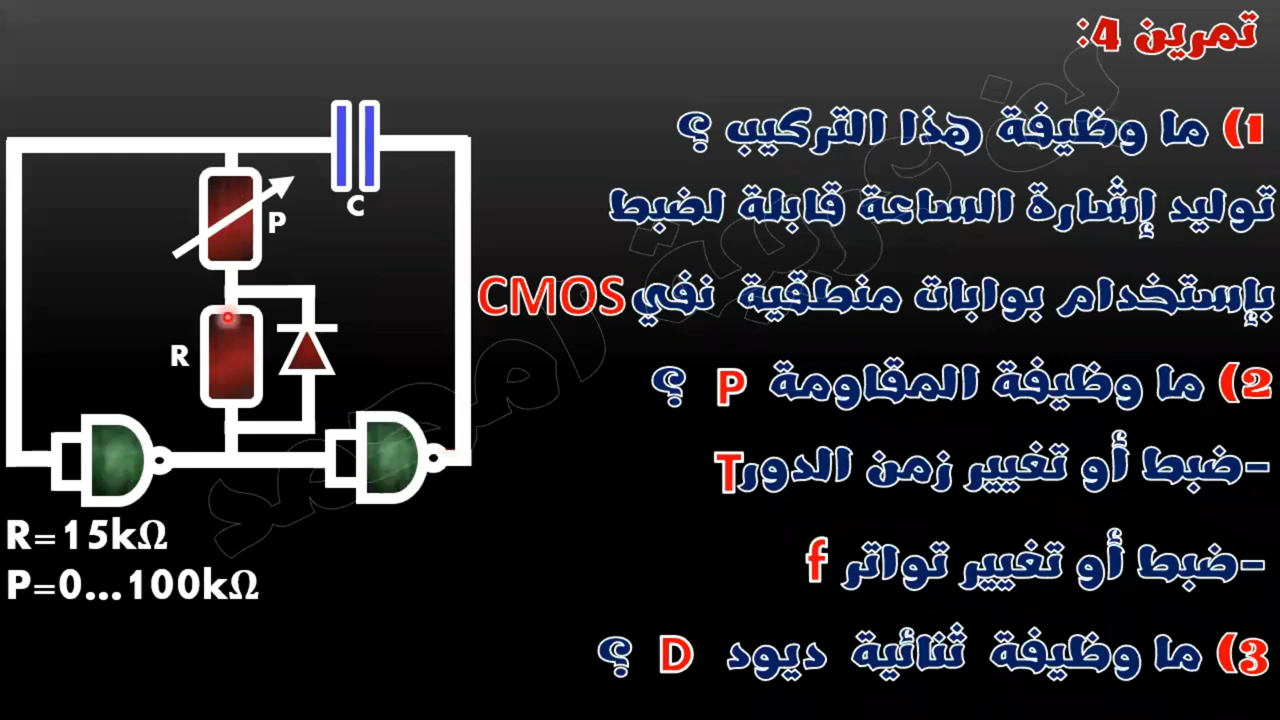 تمرين 4:
1) ما وظيفة هذا التركيب ؟
توليد إشارة الساعة قابلة لضبط
بإستخدام بوابات منطقية نفي CMOS
2) ما وظيفة المقاومة P ؟
-ضبط أو تغيير زمن الدور T
-ضبط أو تغيير تواتر f
3) ما وظيفة ثنائية ديود D ؟
C
P
R
R=15kΩ
P=0...100kΩ